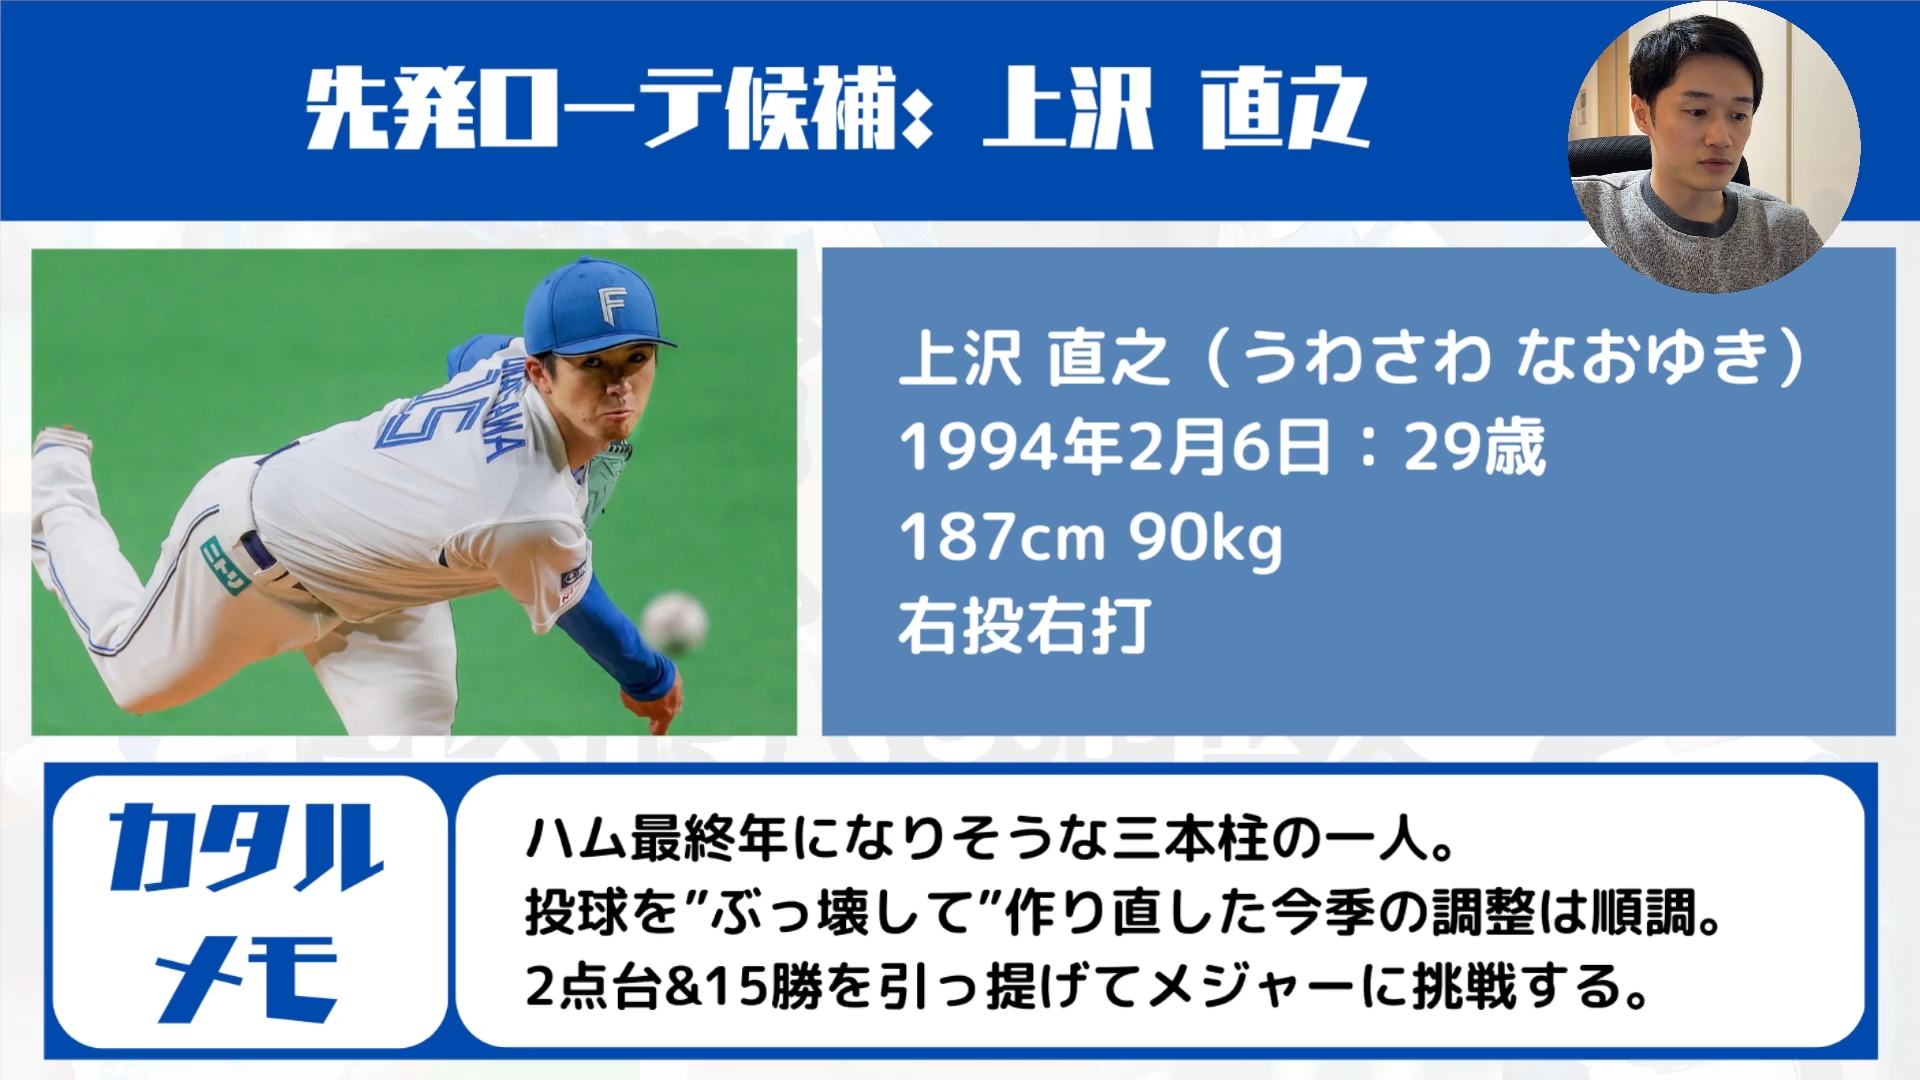 先発ローテ候補: 上沢 直之
F
UWASAWA
15
ニトリ
上沢 直之（うわさわ なおゆき）
1994年2月6日：29歳
187cm 90kg
右投右打
カタル
メモ
ハム最終年になりそうな三本柱の一人。
投球を”ぶっ壊して”作り直した今季の調整は順調。
2点台&15勝を引っ提げてメジャーに挑戦する。